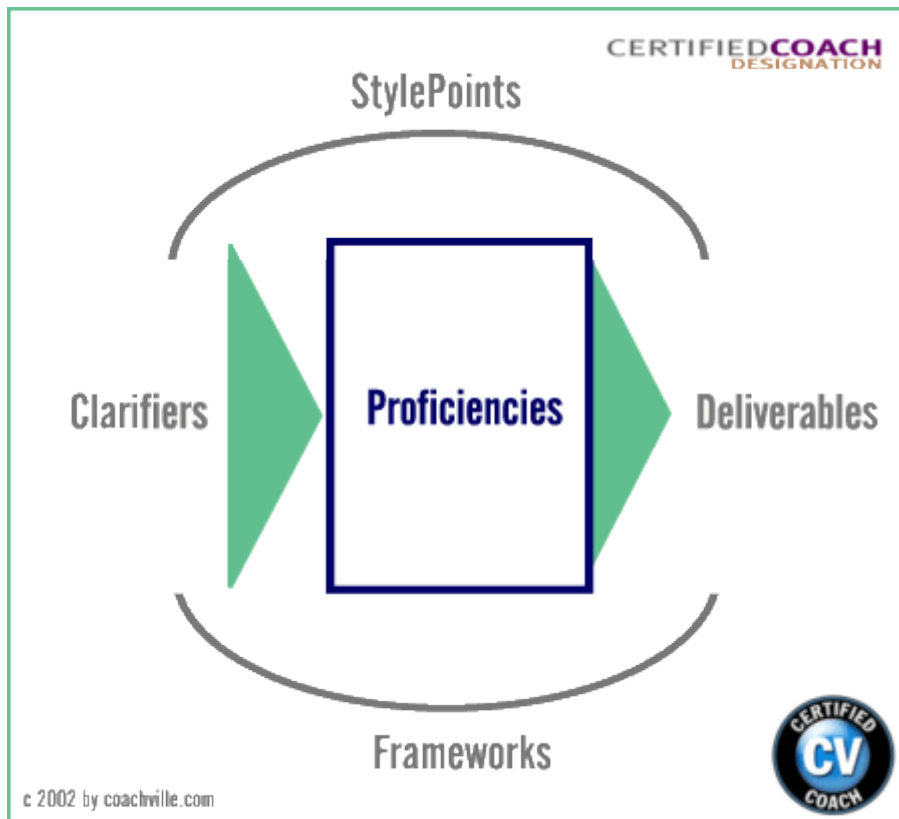 CERTIFIEDCOACH
DESIGNATION
StylePoints
Clarifiers
Proficiencies
Deliverables
Frameworks
CERTIFIED
CV
COACH
c 2002 by coachville.com